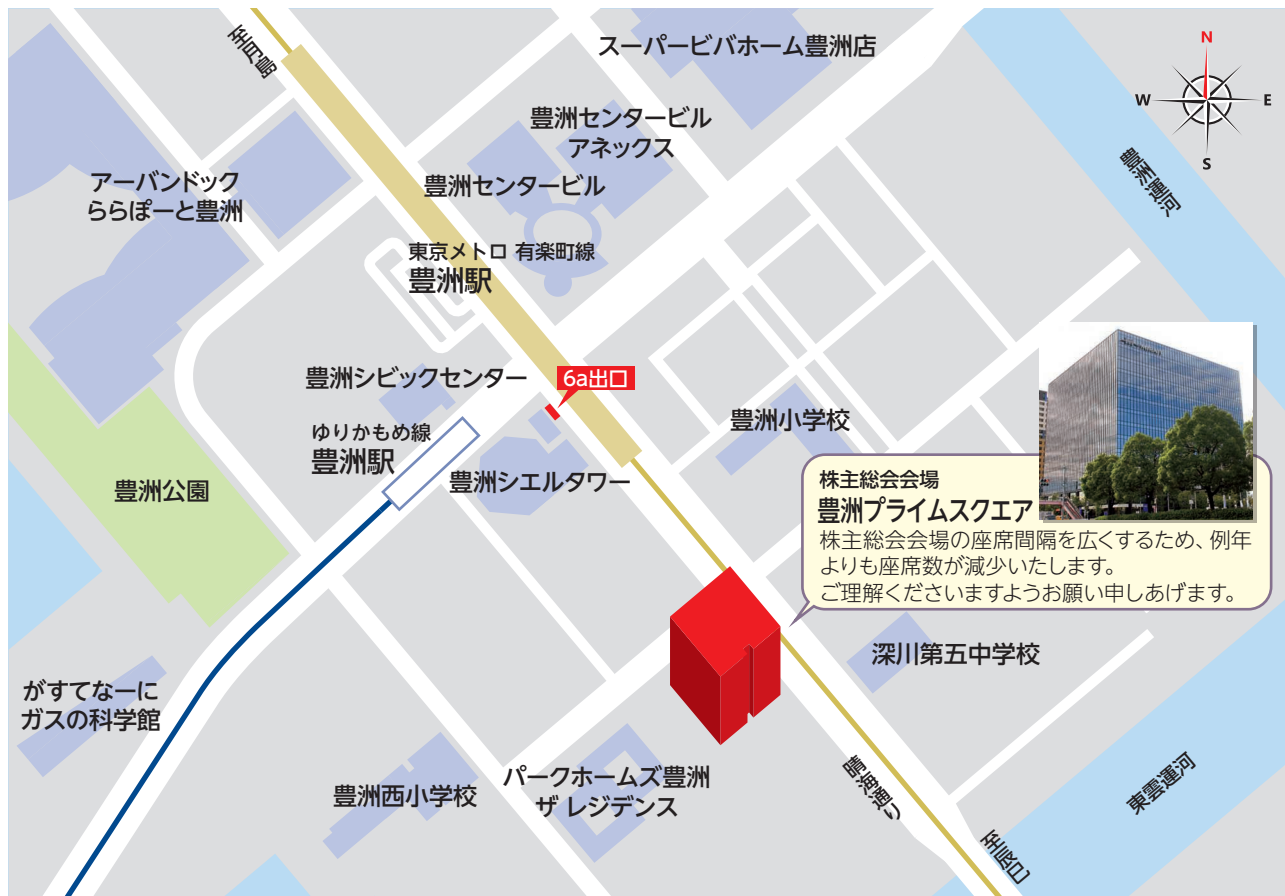 至月島
スーパービバホーム豊洲店
N
W
E
S
豊洲センタービル
アネックス
豊洲運河
アーバンドック
ららぽーと豊洲
豊洲センタービル
東京メトロ 有楽町線
豊洲駅
豊洲シビックセンター
6a出口
ゆりかもめ線
豊洲駅
豊洲小学校
豊洲公園
豊洲シエルタワー
株主総会会場
豊洲プライムスクエア
株主総会会場の座席間隔を広くするため、例年
よりも座席数が減少いたします。
ご理解くださいますようお願い申しあげます。
深川第五中学校
がすてなーに
ガスの科学館
パークホームズ豊洲
ザ レジデンス
豊洲西小学校
晴海通り
東雲運河
至辰巳